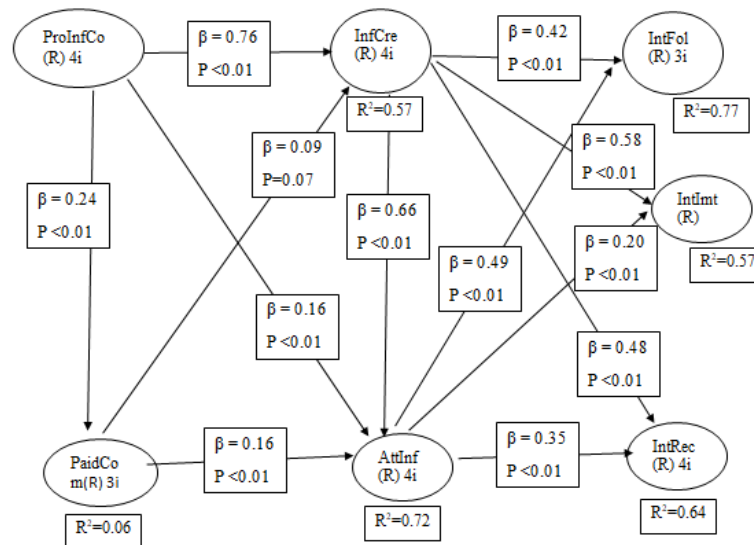 ProInfCo
(R) 4i
β = 0.76
P <0.01
InfCre
(R) 4i
R²=0.57
β = 0.42
P <0.01
IntFol
(R) 3i
R²=0.77
β = 0.09
P=0.07
β = 0.58
P <0.01
β = 0.24
P <0.01
β = 0.66
P <0.01
IntImt
(R)
R²=0.57
β = 0.20
P <0.01
β = 0.49
P <0.01
β = 0.16
P <0.01
β = 0.48
P <0.01
PaidCo
m(R) 3i
R²=0.06
β = 0.16
P <0.01
AttInf
(R) 4i
R²=0.72
β = 0.35
P <0.01
IntRec
(R) 4i
R²=0.64